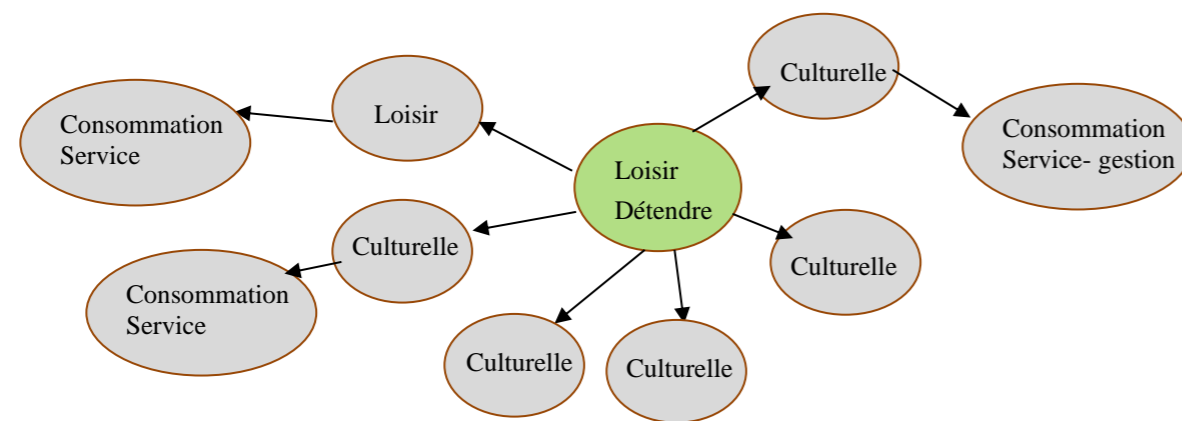 Culturelle
Consommation
Service
Loisir
Consommation
Service- gestion
Loisir
Détendre
Culturelle
Culturelle
Consommation
Service
Culturelle
Culturelle